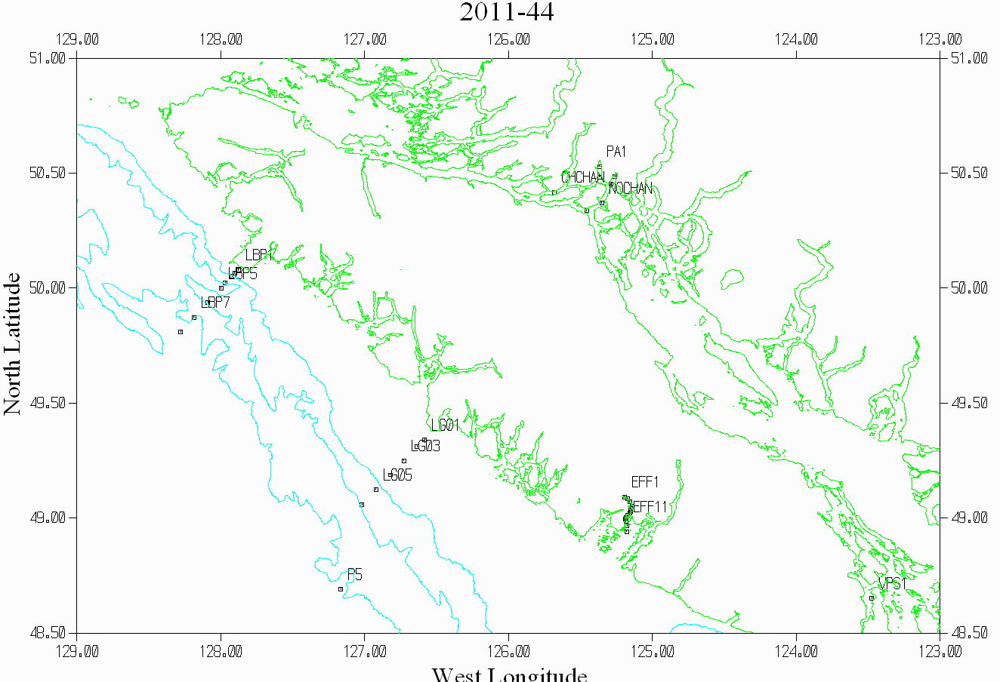 2011-44
129.00 128.00 127.00 126.00 125.00 124.00 123.00
51.00 51.00
PA1
50.50 50.50
CHCHAN
NOCHAN
LBP1
LBP5
50.00 50.00
LBP7
North Latitude
49.50 49.50
LG01
LG03
LG05
EFF1
EFF11
49.00 49.00
P5
VPS1
48.50 48.50
129.00 128.00 127.00 126.00 125.00 124.00 123.00
West Longitude